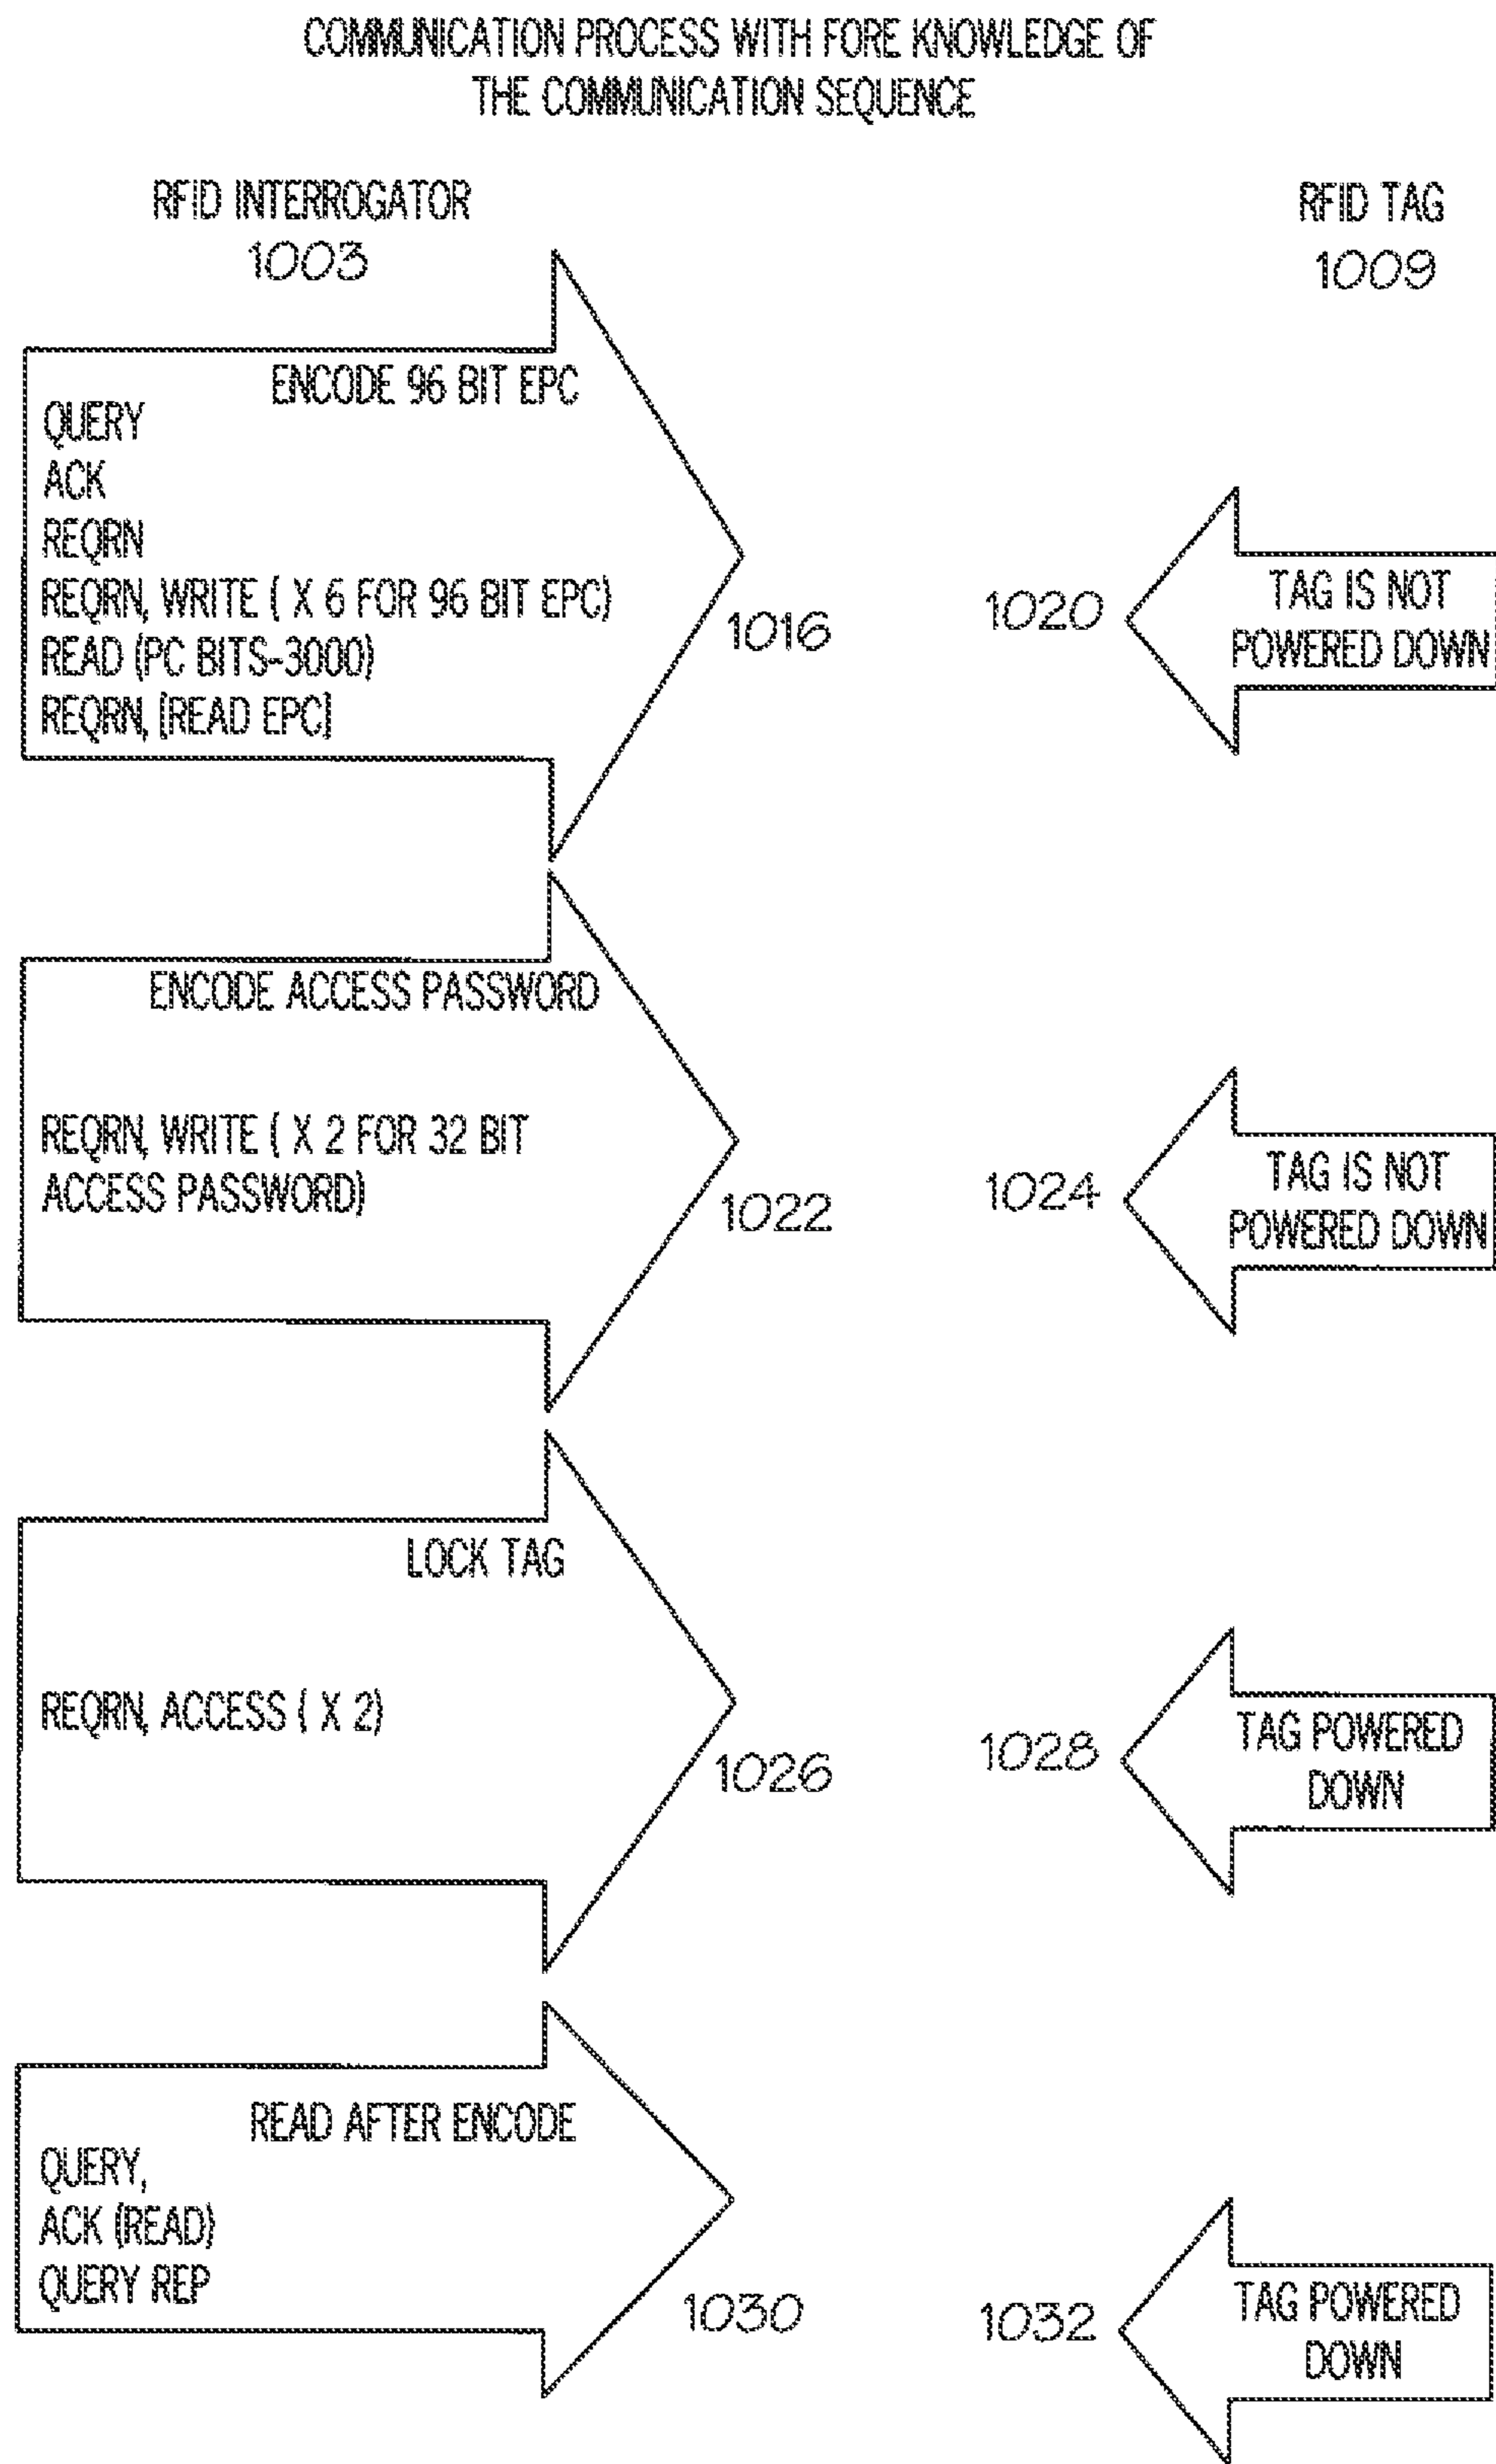 COMMUNICATION PROCESS WITH FORE KNOWLEDGE OF
THE COMMUNICATION SEQUENCE
RFID INTERROGATOR
1003
RFID TAG
1009
ENCODE 96 BIT EPC
QUERY
ACK
REQRN
REQRN, WRITE ( X 6 FOR 96 BIT EPC)
READ (PC BITS-3000)
REQRN, [READ EPC]
1016
1020
TAG IS NOT
POWERED DOWN
ENCODE ACCESS PASSWORD
REQRN, WRITE ( X 2 FOR 32 BIT
ACCESS PASSWORD)
1022
1024
TAG IS NOT
POWERED DOWN
LOCK TAG
REQRN, ACCESS ( X 2)
1026
1028
TAG POWERED
DOWN
READ AFTER ENCODE
QUERY,
ACK (READ)
QUERY REP
1030
1032
TAG POWERED
DOWN